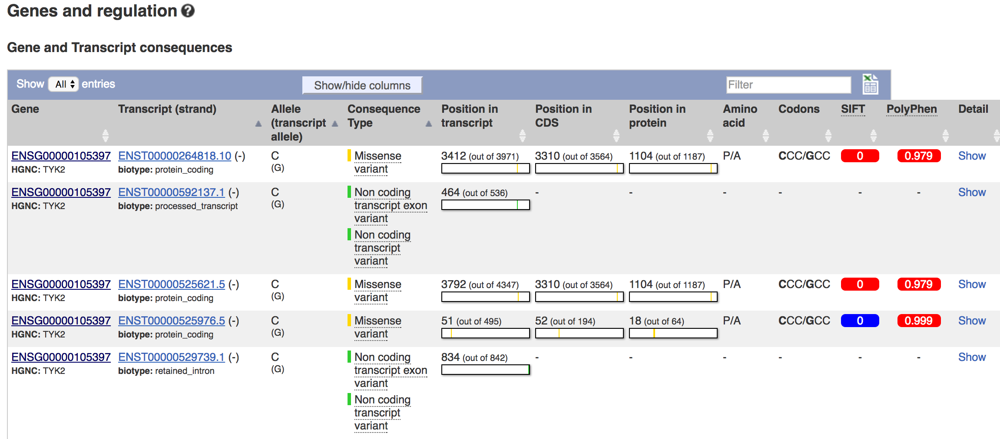 Genes and regulation ?
Gene and Transcript consequences
Show All entries Show/hide columns Filter
Gene Transcript (strand) Allele (transcript allele) Consequence Type Position in transcript Position in CDS Position in protein Amino acid Codons SIFT PolyPhen Detail
ENSG00000105397 ENST00000264818.10 (-) C Missense 3412 (out of 3971) 3310 (out of 3564) 1104 (out of 1187) P/A CCC/GCC 0 0.979 Show
HGNC: TYK2 biotype: protein_coding (G) variant
ENSG00000105397 ENST00000592137.1 (-) C Non coding 464 (out of 536) - - - - - - Show
HGNC: TYK2 biotype: processed_transcript (G) transcript exon
variant
Non coding
transcript
variant
ENSG00000105397 ENST00000525621.5 (-) C Missense 3792 (out of 4347) 3310 (out of 3564) 1104 (out of 1187) P/A CCC/GCC 0 0.979 Show
HGNC: TYK2 biotype: protein_coding (G) variant
ENSG00000105397 ENST00000525976.5 (-) C Missense 51 (out of 495) 52 (out of 194) 18 (out of 64) P/A CCC/GCC 0 0.999 Show
HGNC: TYK2 biotype: protein_coding (G) variant
ENSG00000105397 ENST00000529739.1 (-) C Non coding 834 (out of 842) - - - - - - Show
HGNC: TYK2 biotype: retained_intron (G) transcript exon
variant
Non coding
transcript
variant